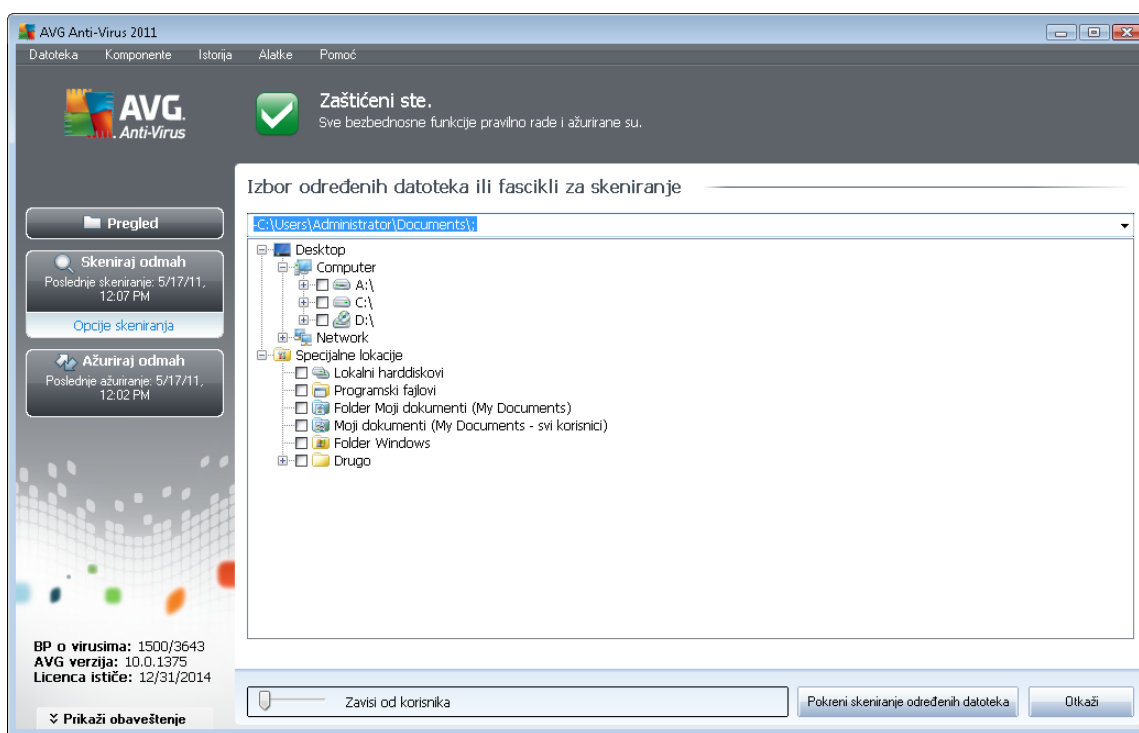 AVG Anti-Virus 2011
Datoteka Komponente Istorija Alatke Pomoć
AVG.
Anti-Virus
Zaštićeni ste.
Sve bezbednosne funkcije pravilno rade i ažurirane su.
Pregled
Skeniraj odmah
Poslednje skeniranje: 5/17/11,
12:07 PM
Opcije skeniranja
Ažuriraj odmah
Poslednje ažuriranje: 5/17/11,
12:02 PM
BP o virusima: 1500/3643
AVG verzija: 10.0.1375
Licenca ističe: 12/31/2014
Prikaži obaveštenje
Izbor određenih datoteka ili fascikli za skeniranje
-C:\Users\Administrator\Documents\;
Desktop
Computer
A:\
C:\
D:\
Network
Specijalne lokacije
Lokalni harddiskovi
Programski fajlovi
Folder Moji dokumenti (My Documents)
Moji dokumenti (My Documents - svi korisnici)
Folder Windows
Drugo
Zavisi od korisnika
Pokreni skeniranje određenih datoteka
Otkaži